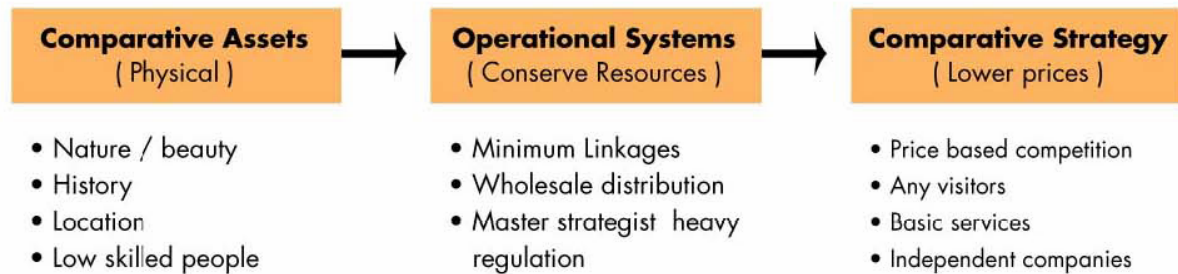 Comparative Assets
( Physical )
• Nature / beauty
• History
• Location
• Low skilled people
Operational Systems
( Conserve Resources )
• Minimum Linkages
• Wholesale distribution
• Master strategist heavy
regulation
Comparative Strategy
( Lower prices )
• Price based competition
• Any visitors
• Basic services
• Independent companies